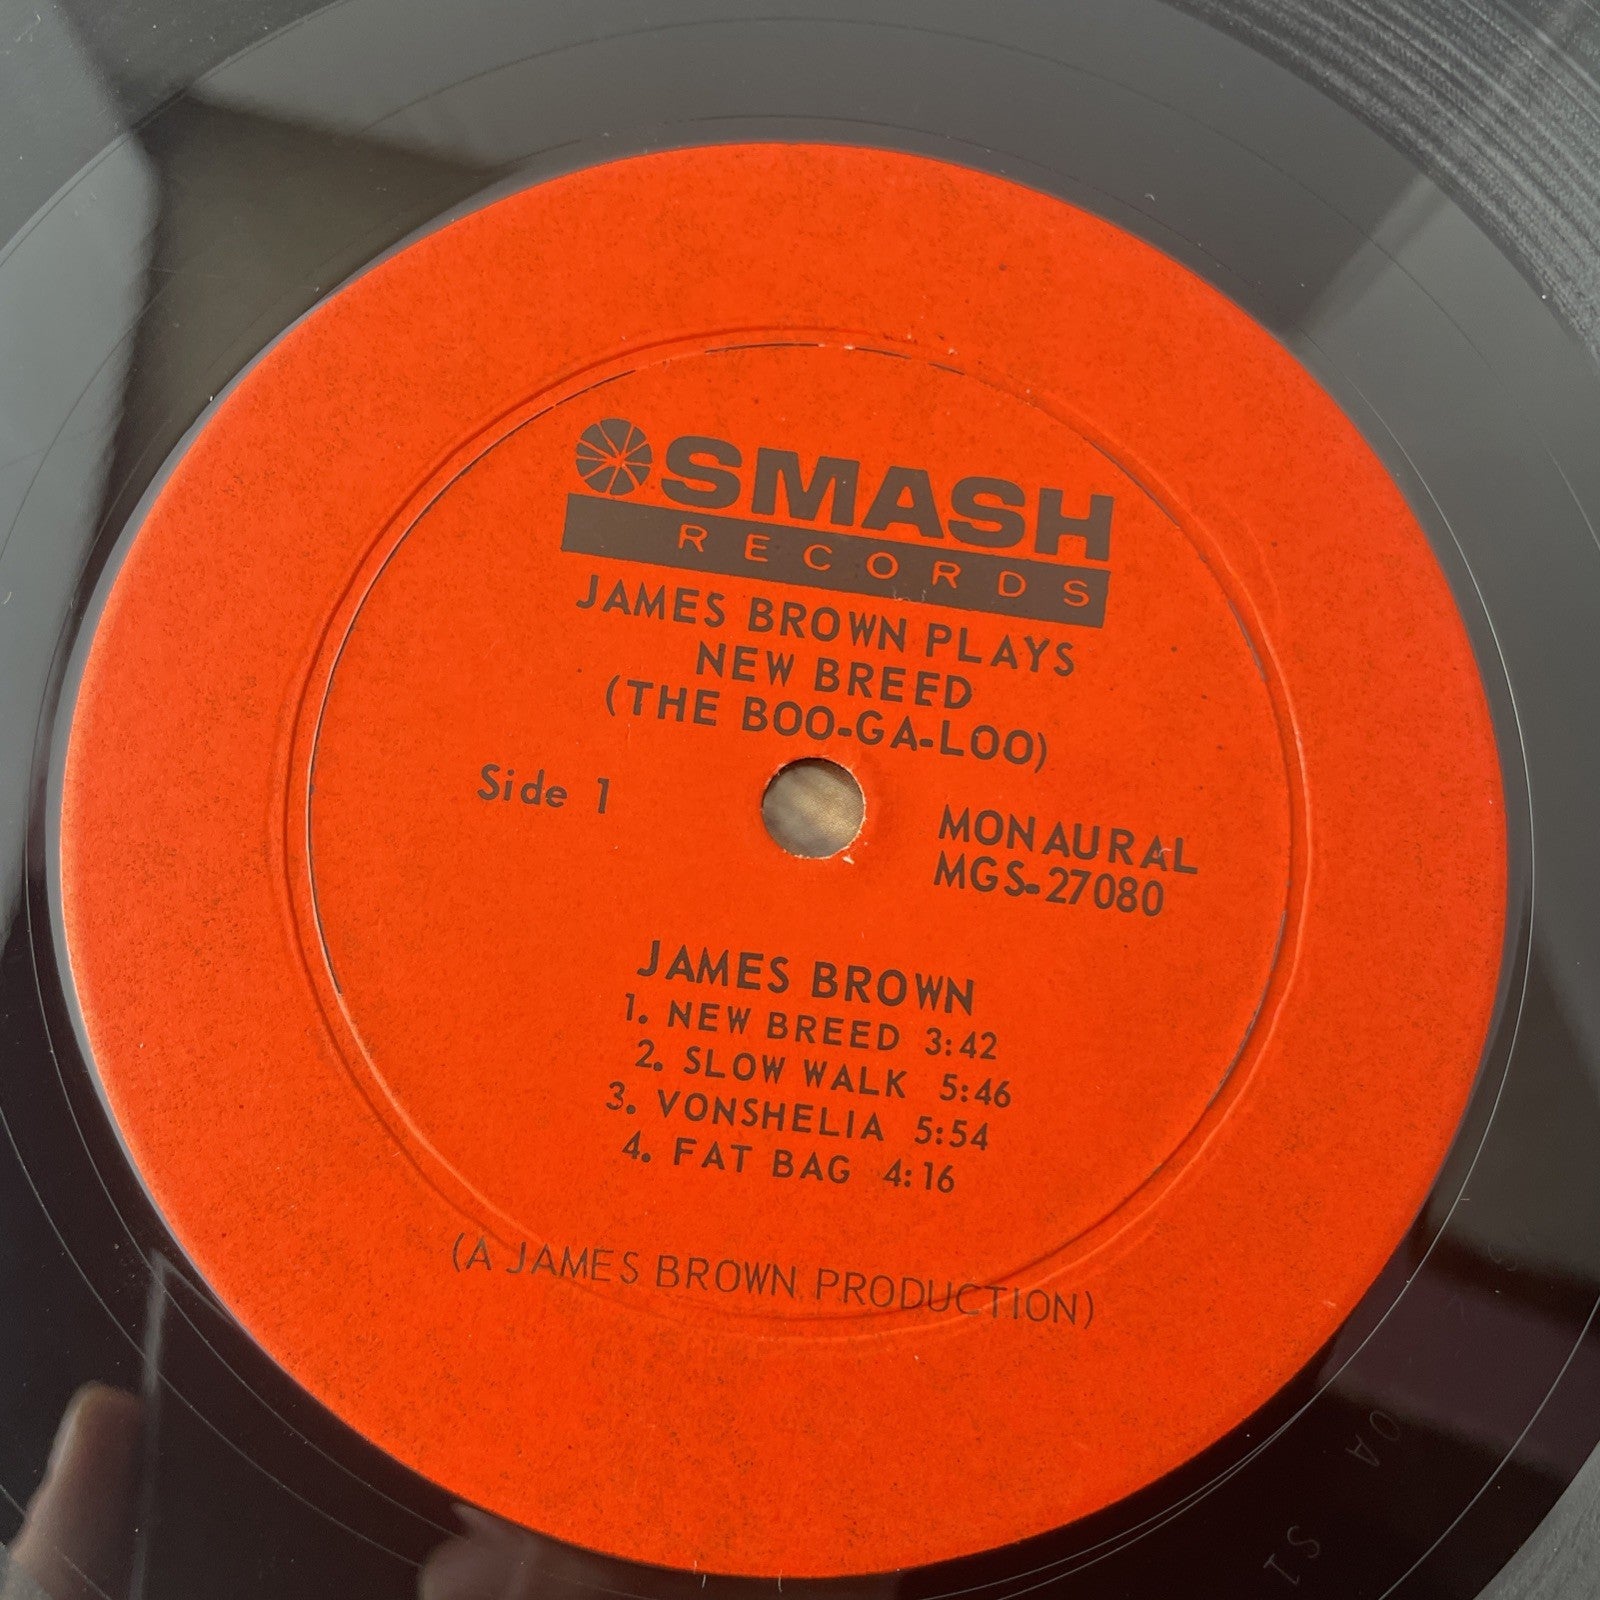 SMASH
RECORDS
JAMES BROWN PLAYS
NEW BREED
(THE BOO-GA-LOO)
Side 1
MONAURAL
MGS-27080
JAMES BROWN
1. NEW BREED 3:42
2. SLOW WALK 5:46
3. VONSHELIA 5:54
4. FAT BAG 4:16
(A JAMES BROWN PRODUCTION)